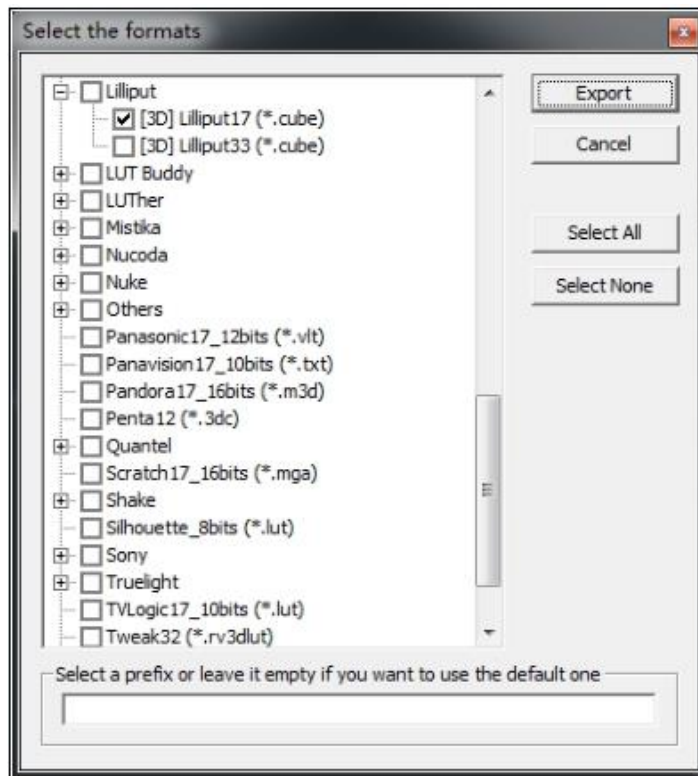 Select the formats
Lilliput
[3D] Lilliput17 (*.cube)
[3D] Lilliput33 (*.cube)
LUT Buddy
LUTher
Mistika
Nucoda
Nuke
Others
Panasonic17_12bits (*.vlt)
Panavision17_10bits (*.txt)
Pandora17_16bits (*.m3d)
Penta12 (*.3dc)
Quantel
Scratch17_16bits (*.mga)
Shake
Silhouette_8bits (*.lut)
Sony
Truelight
TVLogic17_10bits (*.lut)
Tweak32 (*.rv3dlut)
Export
Cancel
Select All
Select None
Select a prefix or leave it empty if you want to use the default one